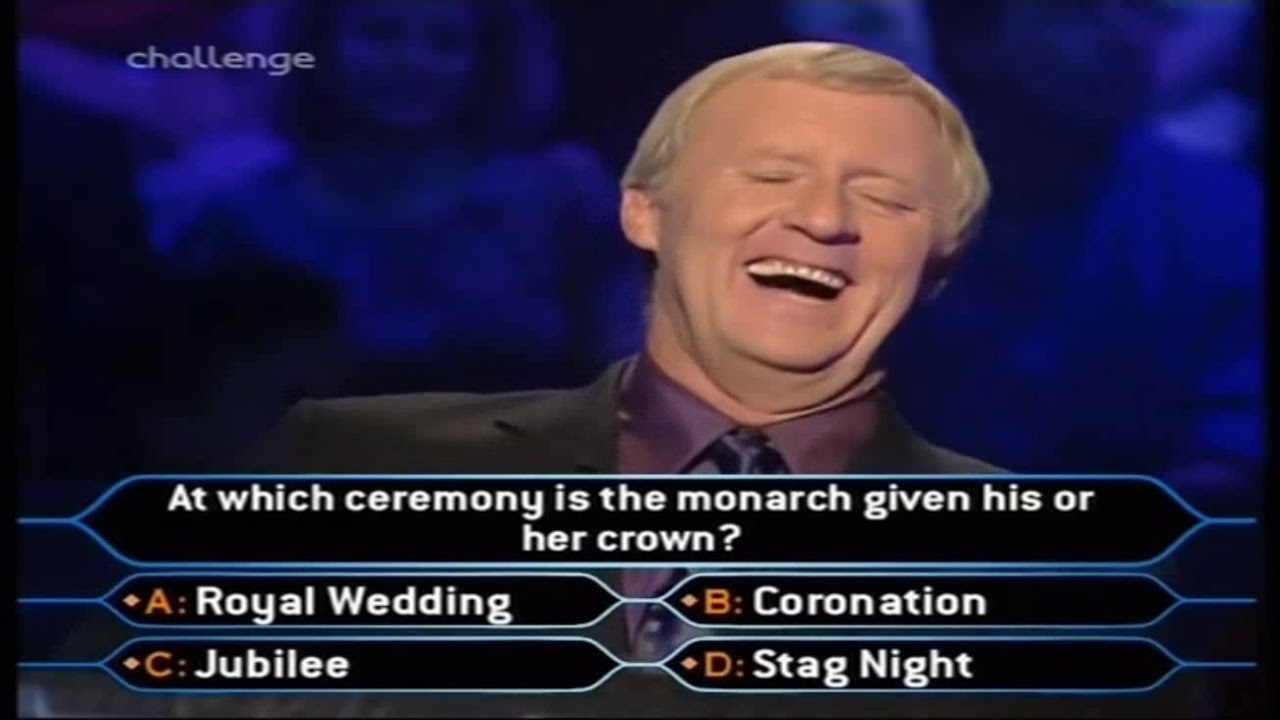 challenge
At which ceremony is the monarch given his or
her crown?
A: Royal Wedding
B: Coronation
C: Jubilee
D: Stag Night